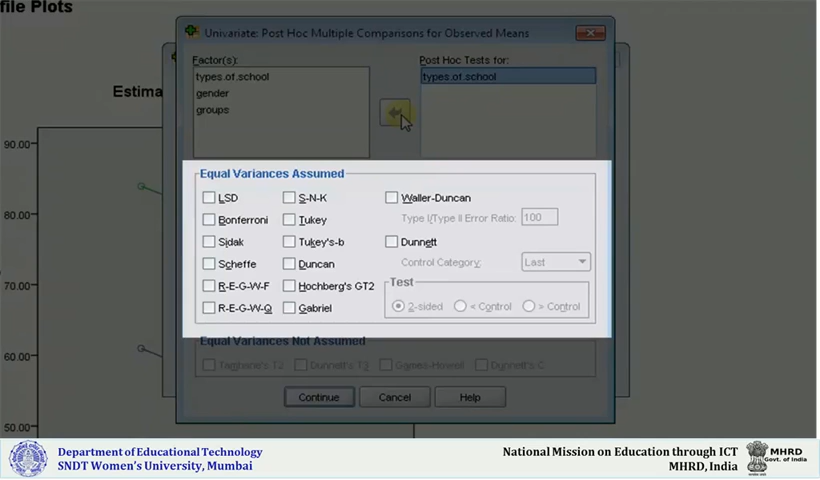 file Plots
Univariate: Post Hoc Multiple Comparisons for Observed Means
Factor(s):
types.of.school
gender
groups
Post Hoc Tests for:
types.of.school
Estima
90.00
80.00
70.00
60.00
50.00
Equal Variances Assumed
LSD
S-N-K
Waller-Duncan
Bonferroni
Tukey
Type I/Type II Error Ratio: 100
Sidak
Tukey's-b
Dunnett
Scheffe
Duncan
Control Category: Last
R-E-G-W-F
Hochberg's GT2
Test
R-E-G-W-Q
Gabriel
2-sided
< Control
> Control
Equal Variances Not Assumed
Tamhane's T2
Dunnett's T3
Games-Howell
Dunnett's C
Continue
Cancel
Help
Department of Educational Technology
SNDT Women's University, Mumbai
National Mission on Education through ICT
MHRD, India
MHRD
Govt. of India